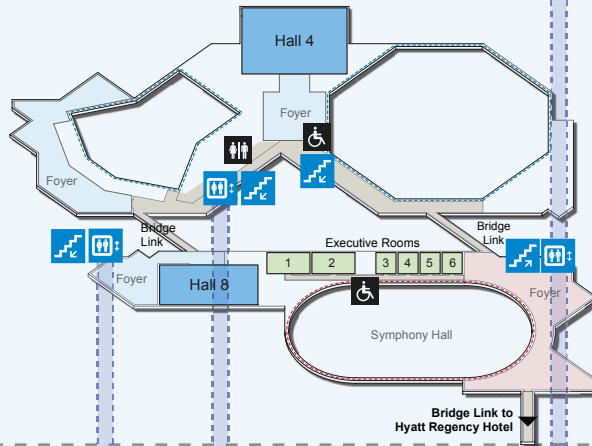 Hall 4
Foyer
Foyer
Bridge
Link
Bridge
Link
Executive Rooms
1
2
3
4
5
6
Foyer
Hall 8
Foyer
Symphony Hall
Bridge Link to
Hyatt Regency Hotel